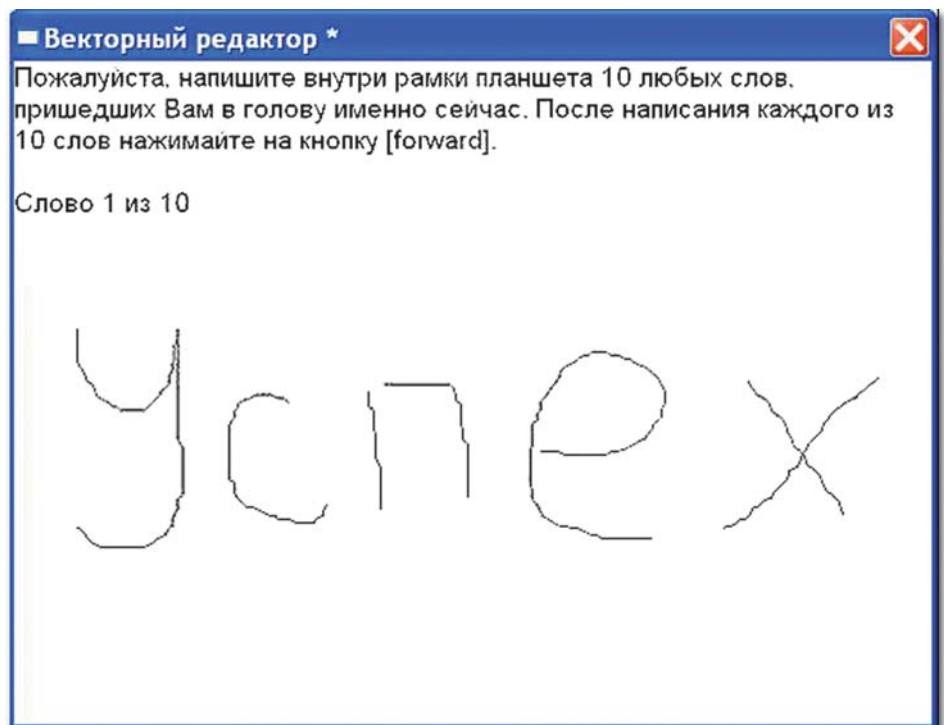 Векторный редактор *
Пожалуйста, напишите внутри рамки планшета 10 любых слов,
пришедших Вам в голову именно сейчас. После написания каждого из
10 слов нажимайте на кнопку [forward].
Слово 1 из 10
успех